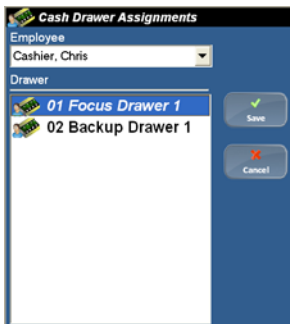 Cash Drawer Assignments
Employee
Cashier, Chris
Drawer
01 Focus Drawer 1
02 Backup Drawer 1
Save
Cancel